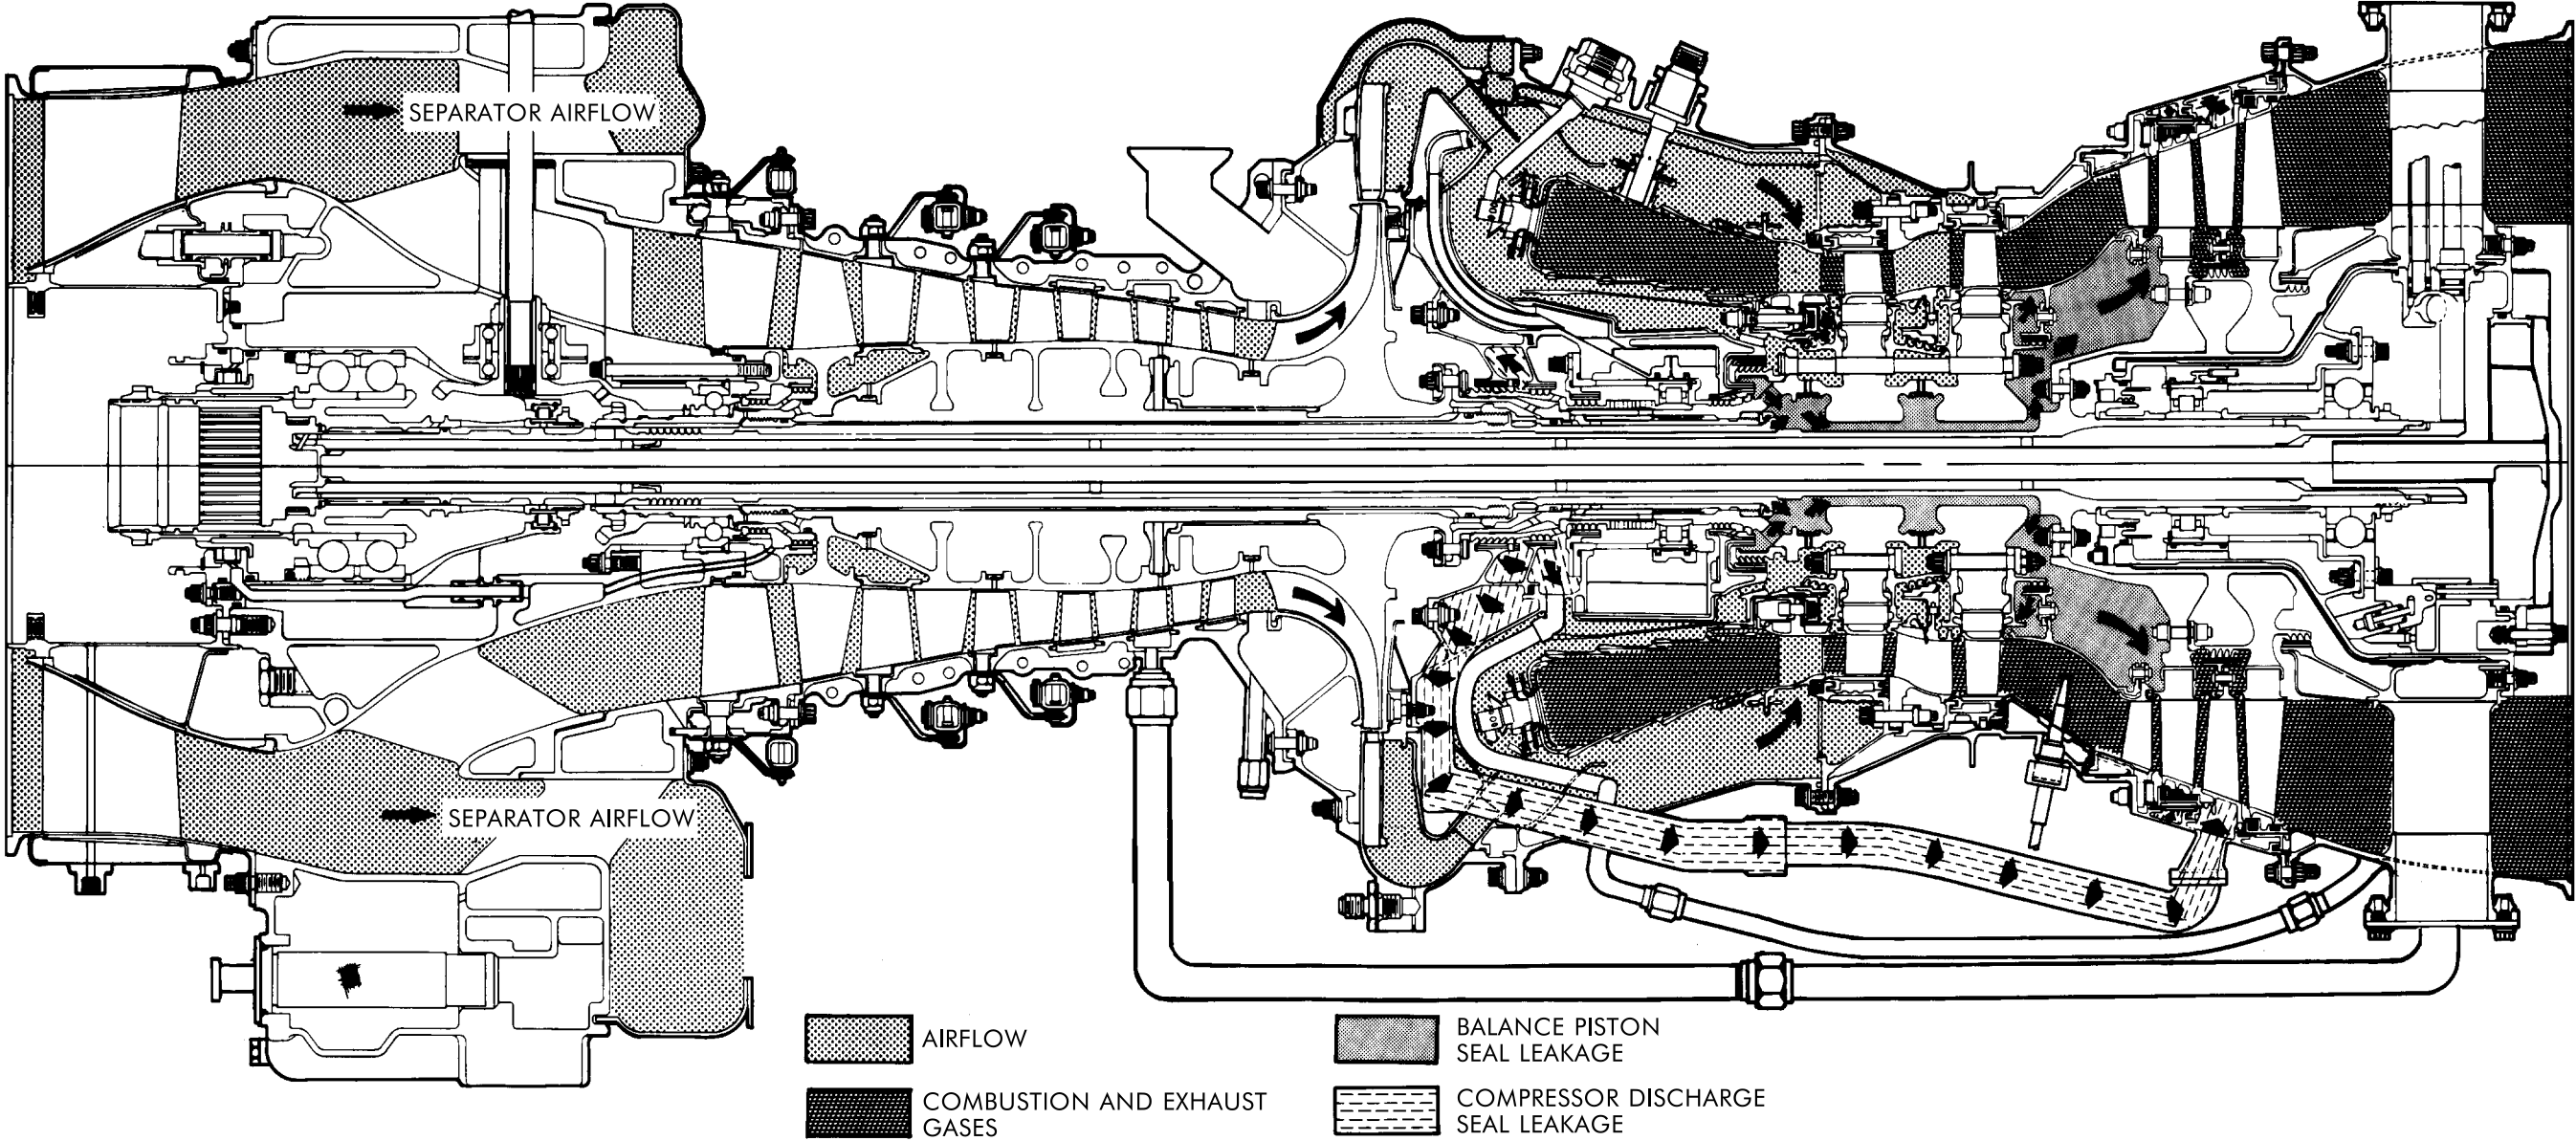 SEPARATOR AIRFLOW
SEPARATOR AIRFLOW
AIRFLOW
COMBUSTION AND EXHAUST
GASES
BALANCE PISTON
SEAL LEAKAGE
COMPRESSOR DISCHARGE
SEAL LEAKAGE